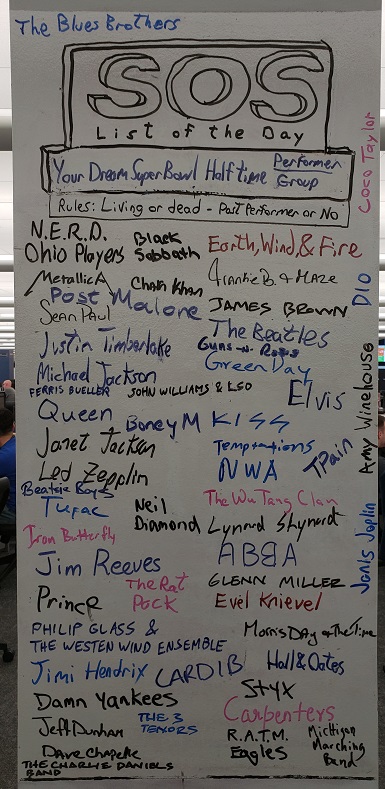 The Blues Brothers
SOS
List of the Day
Your Dream Super Bowl Halftime Performer
Group
Rules: Living or dead - Past Performer or No
Coco Taylor
N.E.R.D.
Ohio Players
Black
Sabbath
Earth, Wind, & Fire
Metallica
Chaka Khan
Frankie B. & Maze
DIO
Post Malone
Sean Paul
JAMES BROWN
Justin Timberlake
The Beatles
Guns-n-Roses
Michael Jackson
Green Day
FERRIS BUELLER
JOHN WILLIAMS & LSO
Elvis
Amy Winehouse
Queen
Boney M
KISS
Janet Jackson
Temptations
TPain
Led Zepplin
NWA
Beatsie Boys
Tupac
Neil
Diamond
The Wu Tang Clan
Lynnrd Skynnrd
Janis Joplin
Iron Butterfly
ABBA
Jim Reeves
The Rat
Pack
GLENN MILLER
Prince
Evel Knievel
PHILIP GLASS &
THE WESTEN WIND ENSEMBLE
Morris Day & The Time
Jimi Hendrix
CARDI B
Hall & Oates
Damn Yankees
Styx
Carpenters
Jeff Dunham
THE 3
TENORS
R.A.T.M.
Eagles
Michigan
Marching
Band
Dave Chapelle
THE CHARLIE DANIELS
BAND